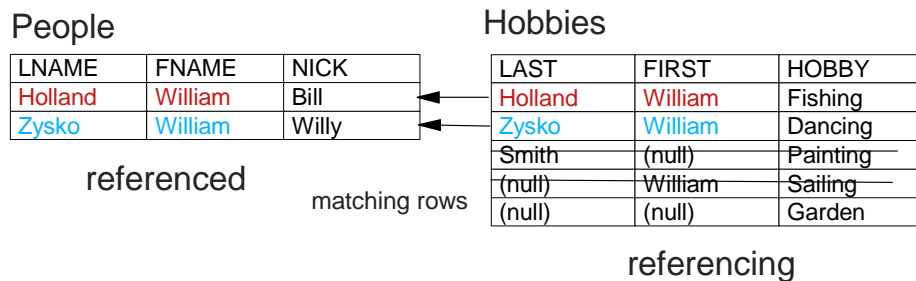 People
LNAME FNAME NICK
Holland William Bill
Zysko William Willy
referenced
matching rows
Hobbies
LAST FIRST HOBBY
Holland William Fishing
Zysko William Dancing
Smith (null) Painting
(null) William Sailing
(null) (null) Garden
referencing